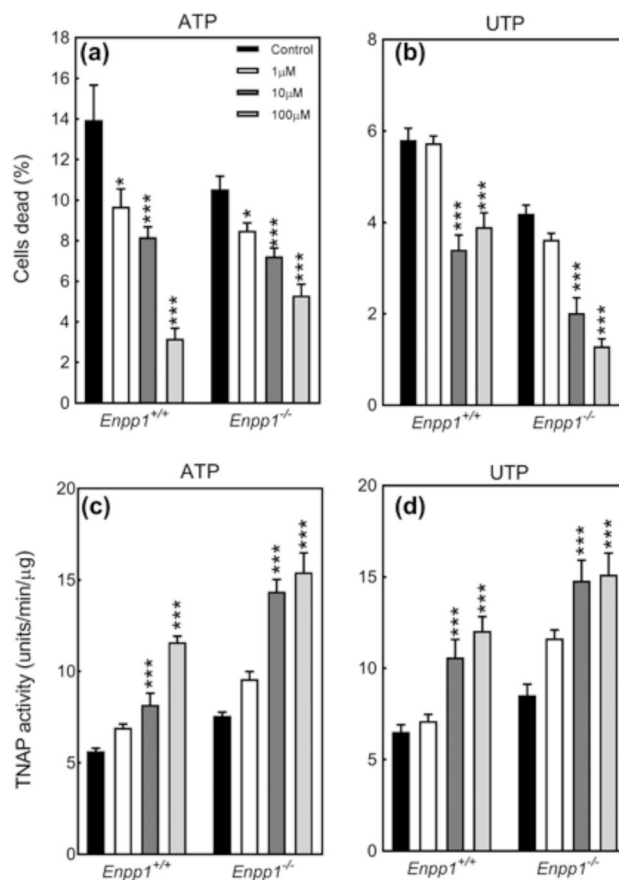 ATP
UTP
(a)
Control
1μM
10μM
100μM
(b)
16
14
12
10
8
6
4
2
0
8
6
4
2
0
Cells dead (%)
*
***
***
*
***
***
***
***
***
***
Enpp1+/+
Enpp1-/-
Enpp1+/+
Enpp1-/-
ATP
UTP
(c)
(d)
20
15
10
5
0
20
15
10
5
0
TNAP activity (units/min/μg)
***
***
***
***
***
***
***
***
Enpp1+/+
Enpp1-/-
Enpp1+/+
Enpp1-/-